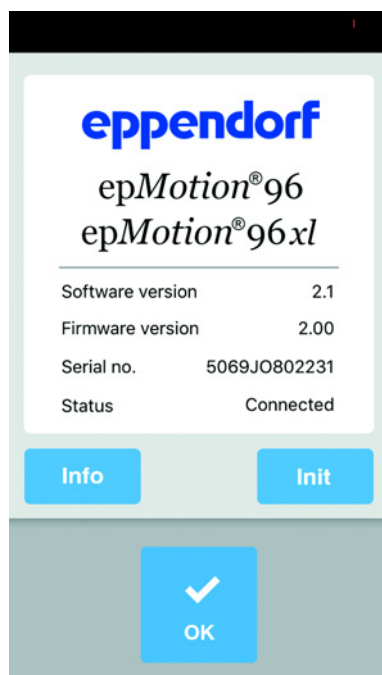 eppendorf
epMotion®96
epMotion®96xl
Software version 2.1
Firmware version 2.00
Serial no. 5069JO802231
Status Connected
Info Init
OK